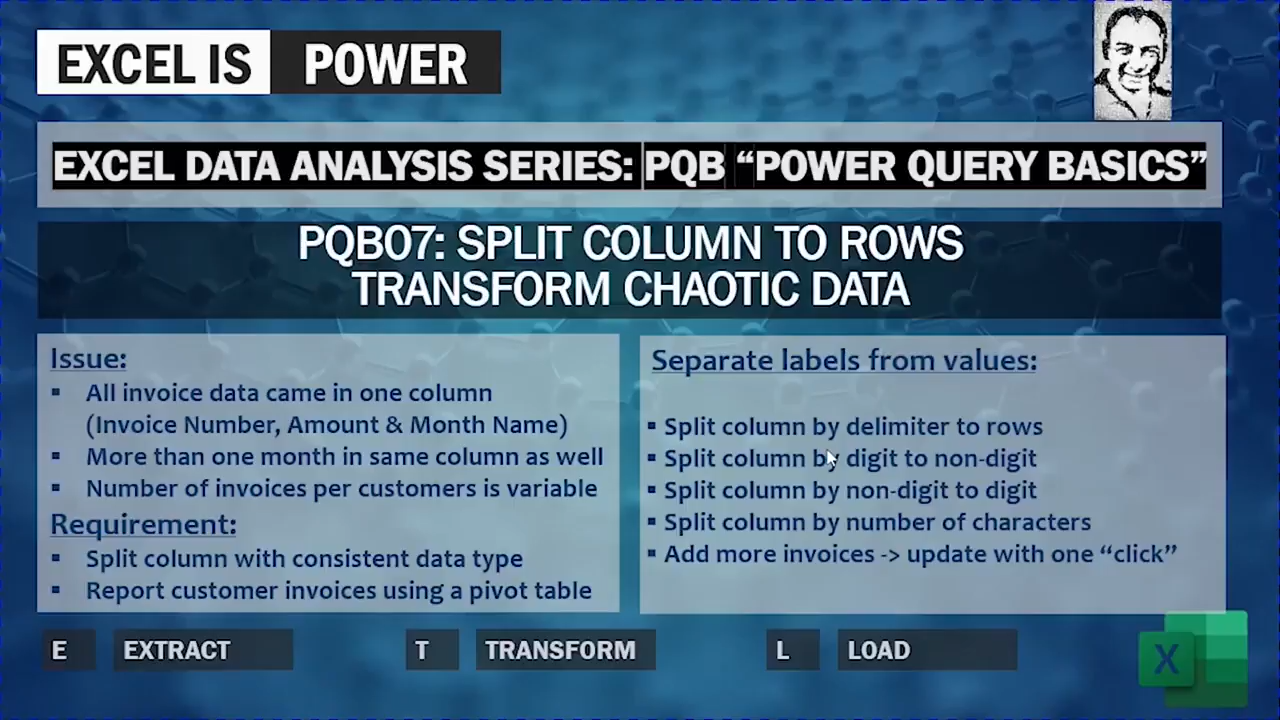 EXCEL IS POWER
EXCEL DATA ANALYSIS SERIES: PQB “POWER QUERY BASICS”
PQB07: SPLIT COLUMN TO ROWS
TRANSFORM CHAOTIC DATA
Issue:
▪ All invoice data came in one column
(Invoice Number, Amount & Month Name)
▪ More than one month in same column as well
▪ Number of invoices per customers is variable
Requirement:
▪ Split column with consistent data type
▪ Report customer invoices using a pivot table
Separate labels from values:
▪ Split column by delimiter to rows
▪ Split column by digit to non-digit
▪ Split column by non-digit to digit
▪ Split column by number of characters
▪ Add more invoices -> update with one “click”
E EXTRACT T TRANSFORM L LOAD
X